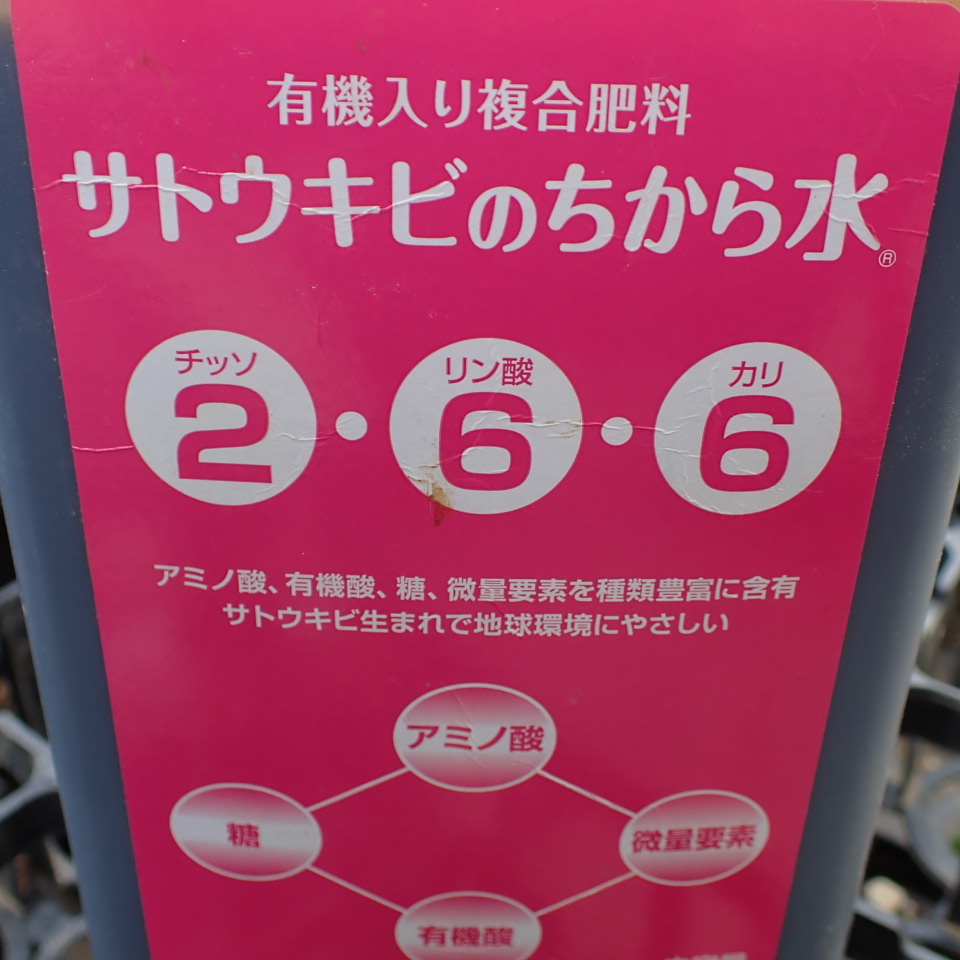 有機入り複合肥料
サトウキビのちから水®
チッソ リン酸 カリ
2・6・6
アミノ酸、有機酸、糖、微量要素を種類豊富に含有
サトウキビ生まれで地球環境にやさしい
アミノ酸
糖
微量要素
有機酸